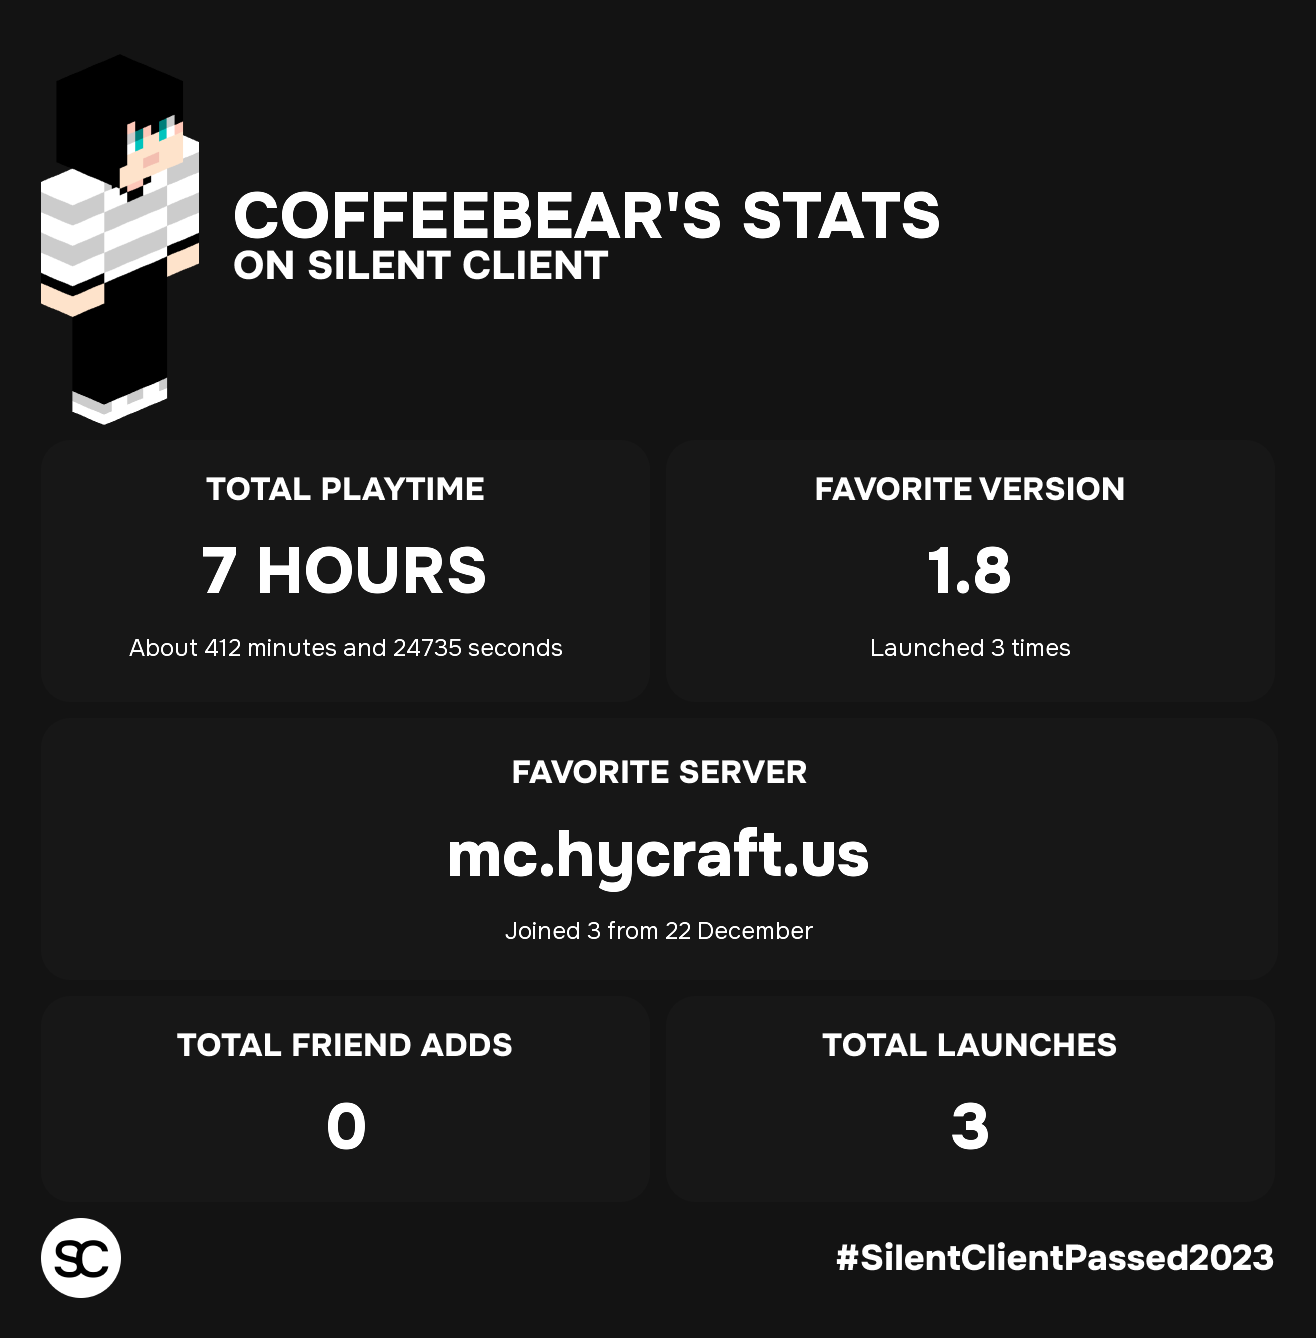 COFFEEBEAR'S STATS
ON SILENT CLIENT
TOTAL PLAYTIME
7 HOURS
About 412 minutes and 24735 seconds
FAVORITE VERSION
1.8
Launched 3 times
FAVORITE SERVER
mc.hycraft.us
Joined 3 from 22 December
TOTAL FRIEND ADDS
0
TOTAL LAUNCHES
3
SC
#SilentClientPassed2023